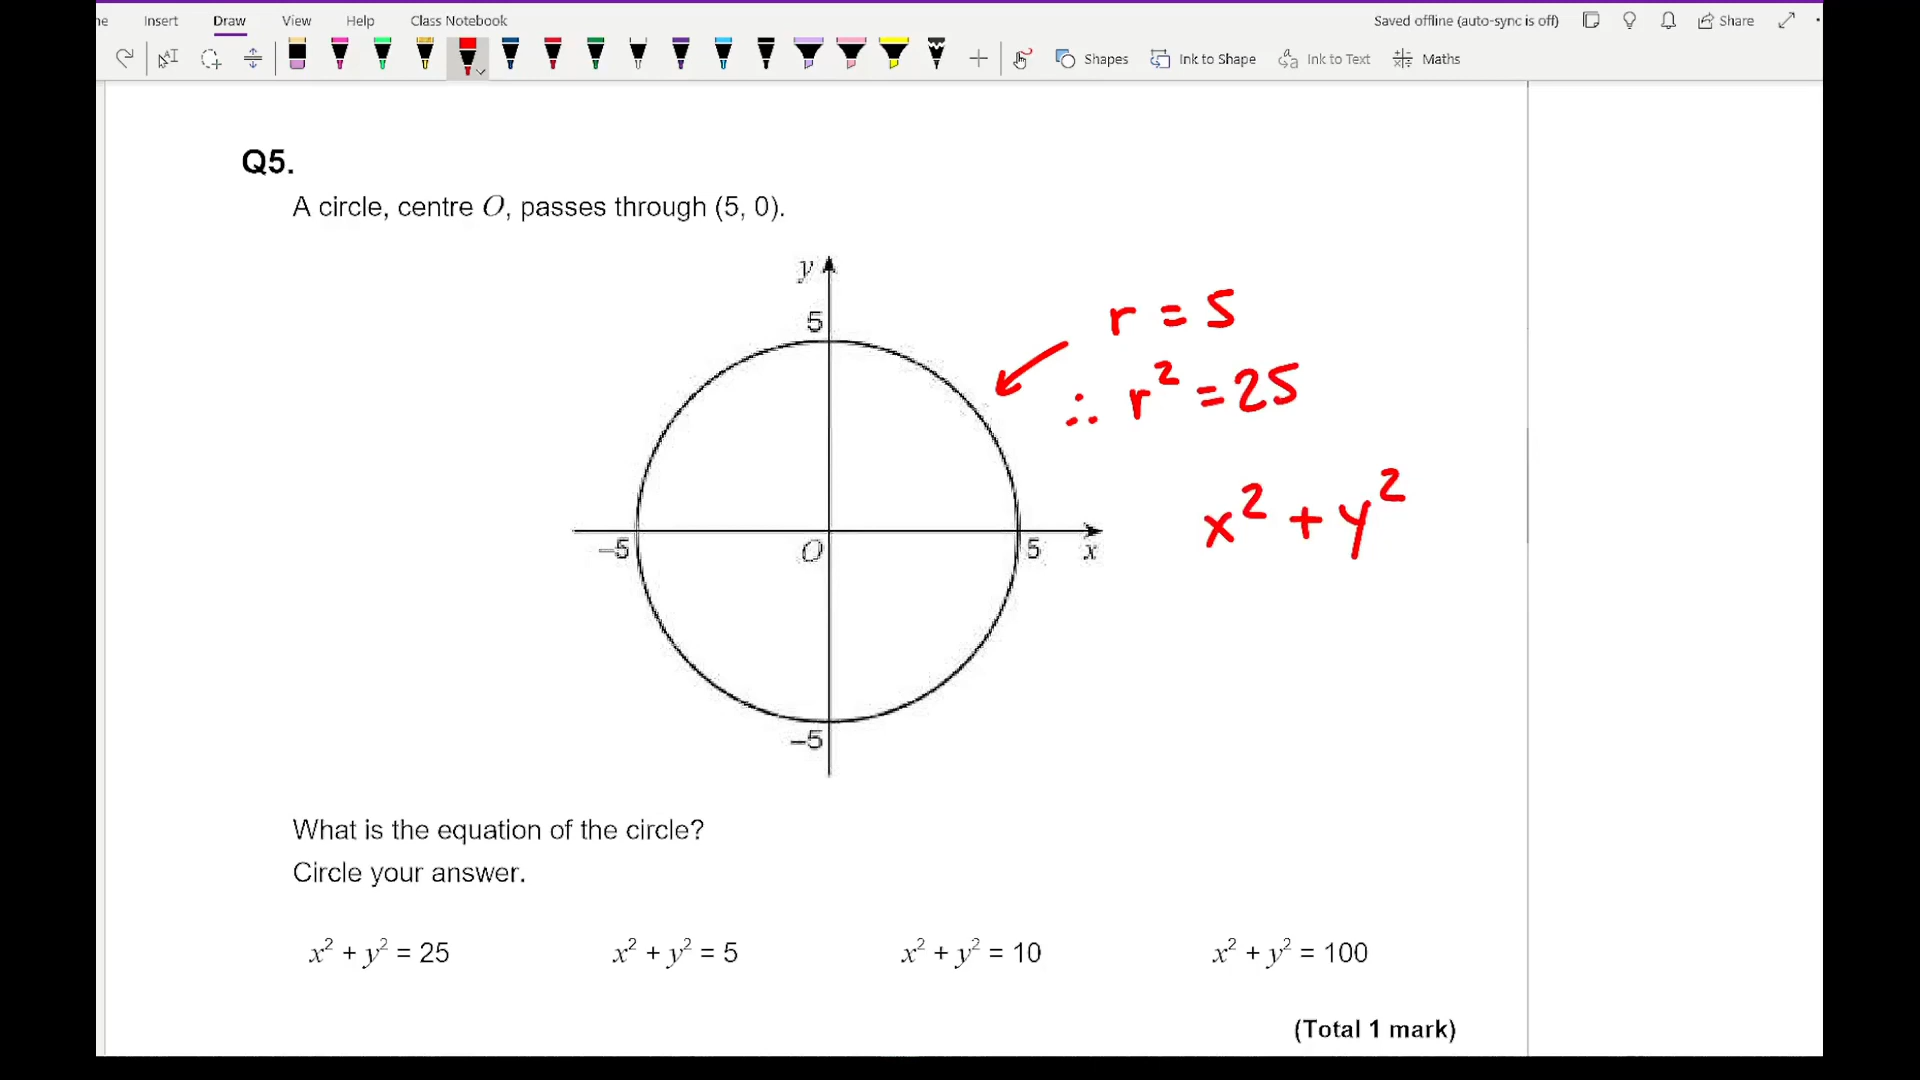 ne Insert Draw View Help Class Notebook Saved offline (auto-sync is off) Share
Shapes Ink to Shape Ink to Text Maths
Q5.
A circle, centre O, passes through (5, 0).
y
5
r = 5
∴ r² = 25
x² + y²
–5 O 5 x
–5
What is the equation of the circle?
Circle your answer.
x² + y² = 25 x² + y² = 5 x² + y² = 10 x² + y² = 100
(Total 1 mark)